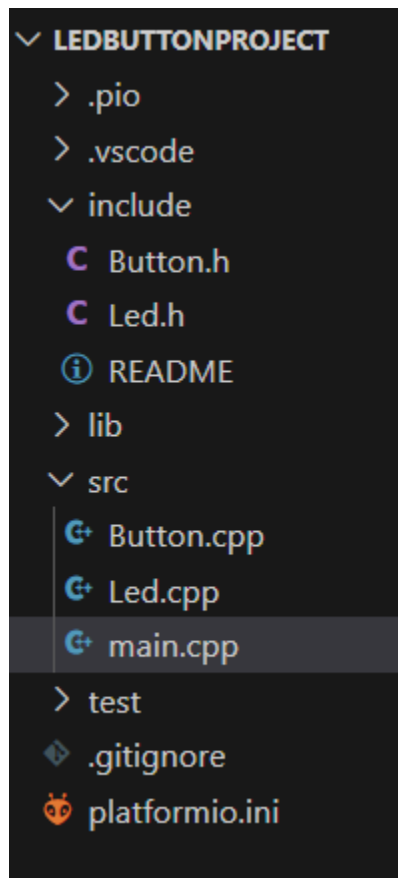 LEDBUTTONPROJECT
.pio
.vscode
include
C Button.h
C Led.h
README
lib
src
C++ Button.cpp
C++ Led.cpp
C++ main.cpp
test
.gitignore
platformio.ini